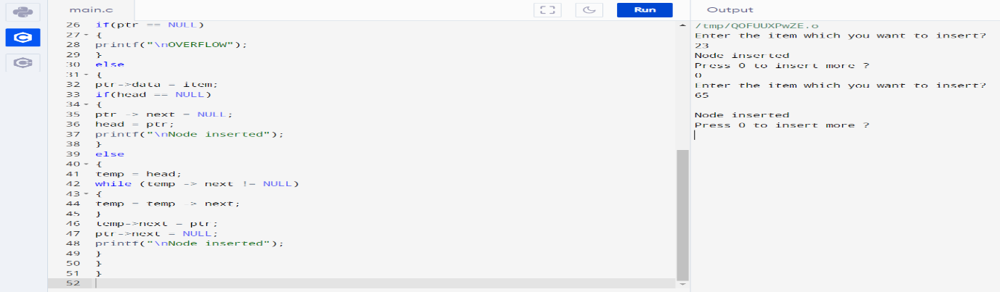 main.c
Run
26 if(ptr == NULL)
27 {
28 printf("\nOVERFLOW");
29 }
30 else
31 {
32 ptr->data = item;
33 if(head == NULL)
34 {
35 ptr -> next = NULL;
36 head = ptr;
37 printf("\nNode inserted");
38 }
39 else
40 {
41 temp = head;
42 while (temp -> next != NULL)
43 {
44 temp = temp -> next;
45 }
46 temp->next = ptr;
47 ptr->next = NULL;
48 printf("\nNode inserted");
49 }
50 }
51 }
52
Output
/tmp/QOFUUXPwZE.o
Enter the item which you want to insert?
23
Node inserted
Press 0 to insert more ?
0
Enter the item which you want to insert?
65
Node inserted
Press 0 to insert more ?